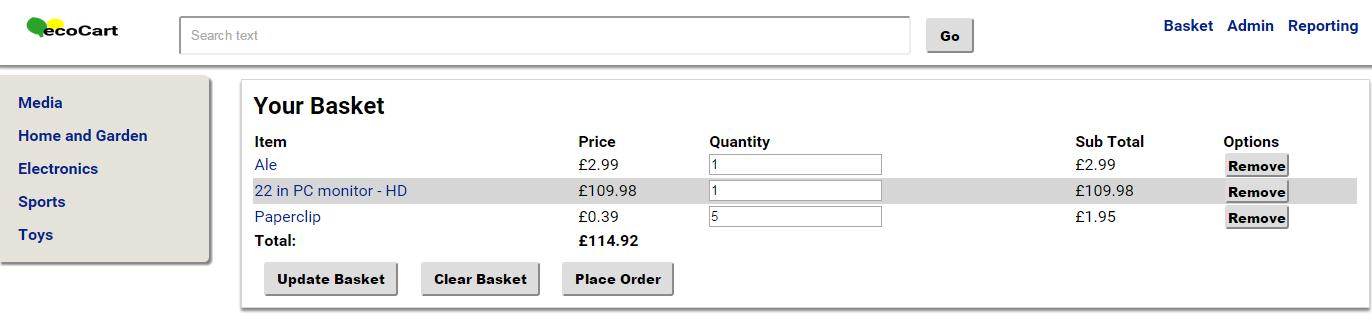 ecoCart
Search text
Go
Basket Admin Reporting
Media
Home and Garden
Electronics
Sports
Toys
Your Basket
Item Price Quantity Sub Total Options
Ale £2.99 1 £2.99 Remove
22 in PC monitor - HD £109.98 1 £109.98 Remove
Paperclip £0.39 5 £1.95 Remove
Total: £114.92
Update Basket Clear Basket Place Order